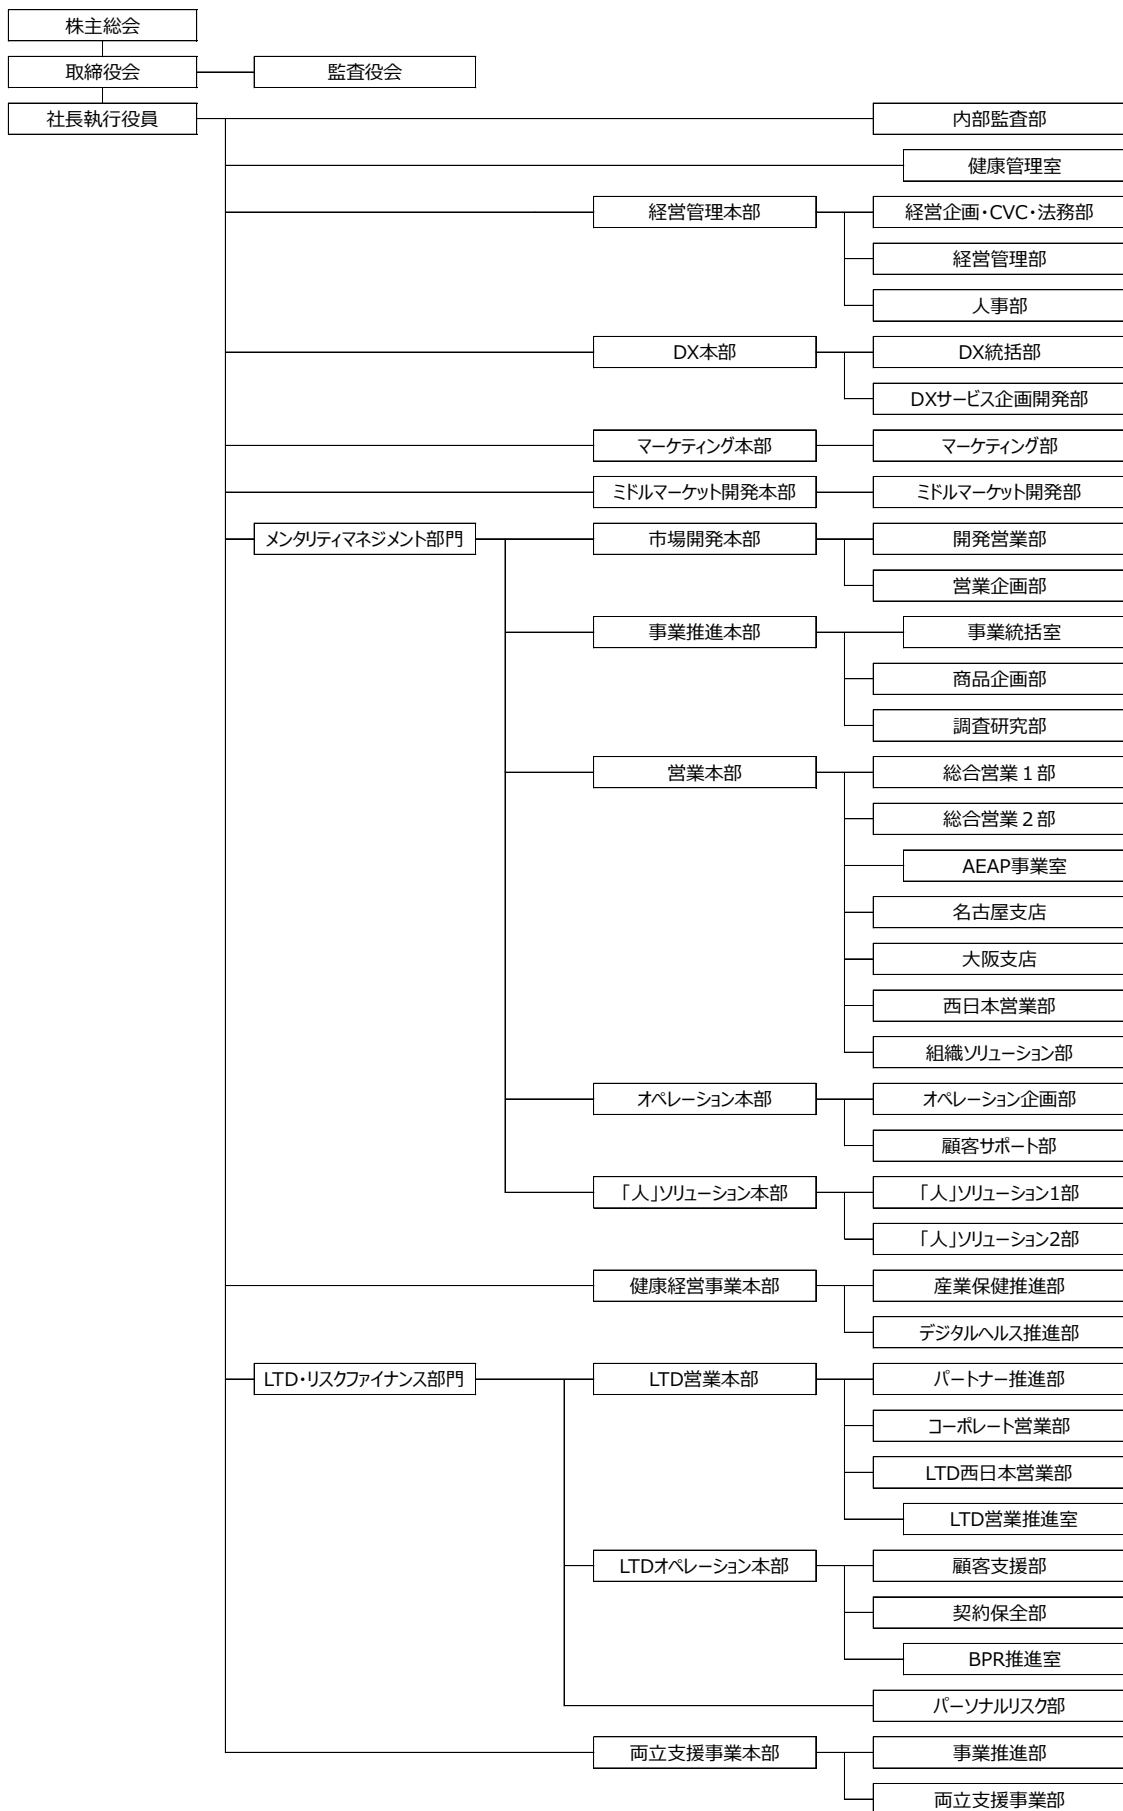 株主総会
取締役会
監査役会
社長執行役員
内部監査部
健康管理室
経営管理本部
経営企画・CVC・法務部
経営管理部
人事部
DX本部
DX統括部
DXサービス企画開発部
マーケティング本部
マーケティング部
ミドルマーケット開発本部
ミドルマーケット開発部
メンタリティマネジメント部門
市場開発本部
開発営業部
営業企画部
事業推進本部
事業統括室
商品企画部
調査研究部
営業本部
総合営業１部
総合営業２部
AEAP事業室
名古屋支店
大阪支店
西日本営業部
組織ソリューション部
オペレーション本部
オペレーション企画部
顧客サポート部
「人」ソリューション本部
「人」ソリューション1部
「人」ソリューション2部
健康経営事業本部
産業保健推進部
デジタルヘルス推進部
LTD・リスクファイナンス部門
LTD営業本部
パートナー推進部
コーポレート営業部
LTD西日本営業部
LTD営業推進室
LTDオペレーション本部
顧客支援部
契約保全部
BPR推進室
パーソナルリスク部
両立支援事業本部
事業推進部
両立支援事業部